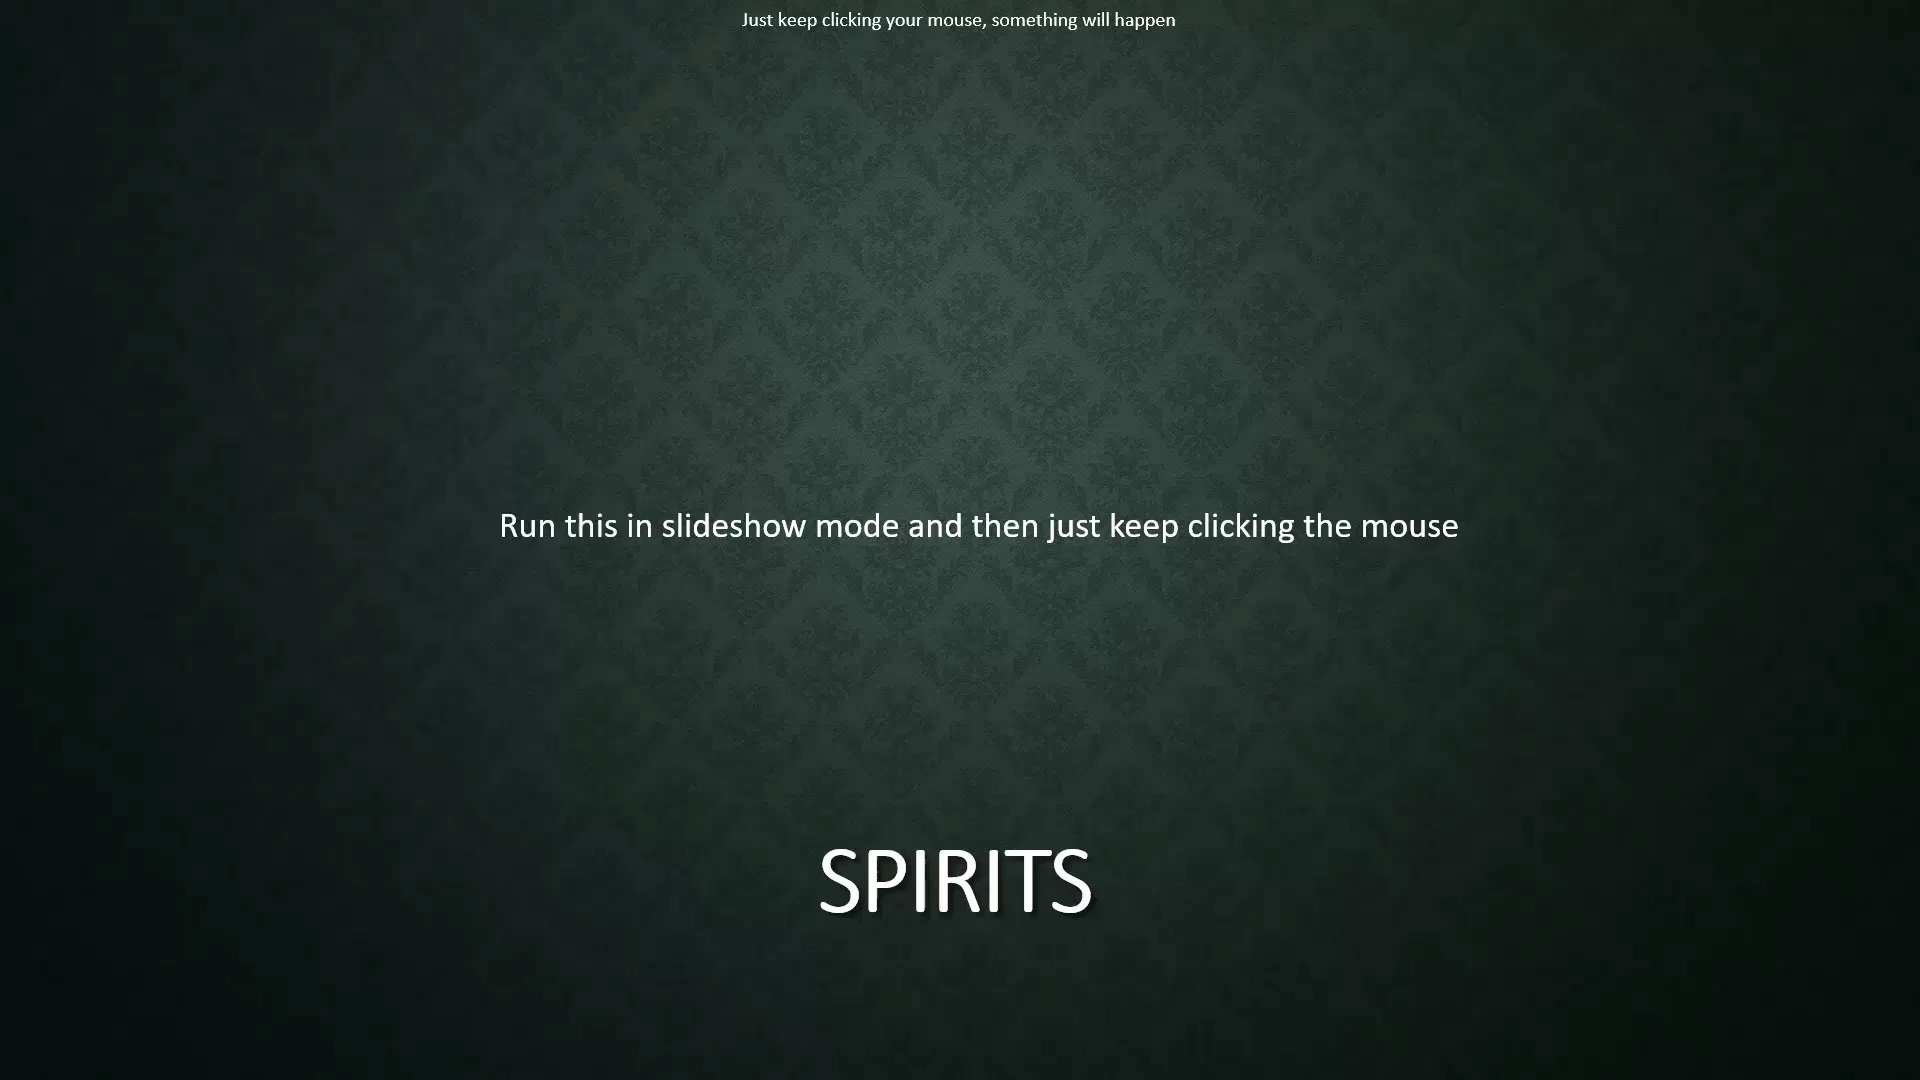 Just keep clicking your mouse, something will happen
Run this in slideshow mode and then just keep clicking the mouse
SPIRITS